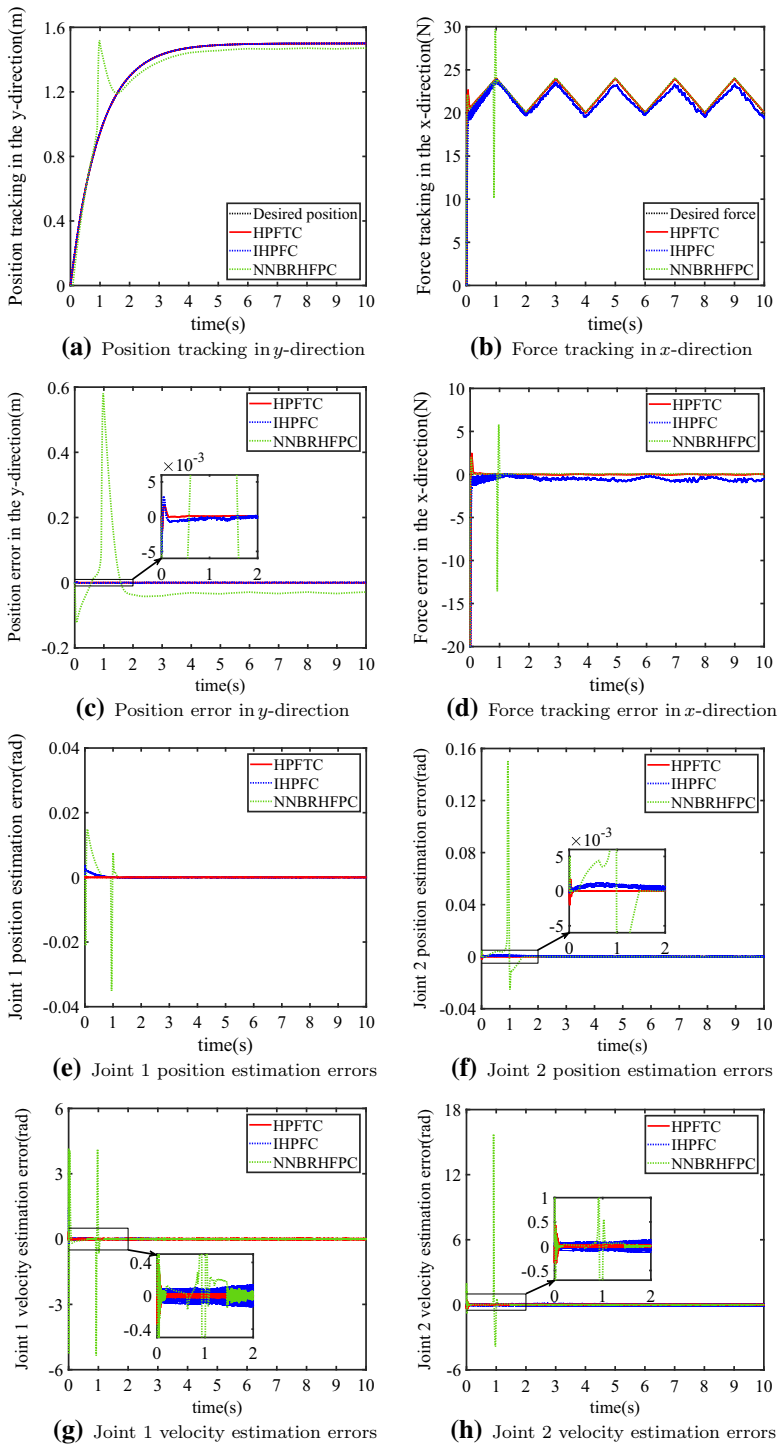 Position tracking in the y-direction(m)
1.6
1.2
0.8
0.4
0
Desired position
HPFTC
IHPFC
NNBRHFPC
0 1 2 3 4 5 6 7 8 9 10
time(s)
(a) Position tracking in y-direction
Force tracking in the x-direction(N)
30
25
20
15
10
5
0
Desired force
HPFTC
IHPFC
NNBRHFPC
0 1 2 3 4 5 6 7 8 9 10
time(s)
(b) Force tracking in x-direction
Position error in the y-direction(m)
0.6
0.4
0.2
0
-0.2
HPFTC
IHPFC
NNBRHFPC
×10-3
5
0
-5
0 1 2
0 1 2 3 4 5 6 7 8 9 10
time(s)
(c) Position error in y-direction
Force error in the x-direction(N)
10
5
0
-5
-10
-15
-20
HPFTC
IHPFC
NNBRHFPC
0 1 2 3 4 5 6 7 8 9 10
time(s)
(d) Force tracking error in x-direction
Joint 1 position estimation error(rad)
0.04
0.02
0
-0.02
-0.04
HPFTC
IHPFC
NNBRHFPC
0 1 2 3 4 5 6 7 8 9 10
time(s)
(e) Joint 1 position estimation errors
Joint 2 position estimation error(rad)
0.16
0.12
0.08
0.04
0
-0.04
HPFTC
IHPFC
NNBRHFPC
×10-3
5
0
-5
0 1 2
0 1 2 3 4 5 6 7 8 9 10
time(s)
(f) Joint 2 position estimation errors
Joint 1 velocity estimation error(rad)
6
3
0
-3
-6
HPFTC
IHPFC
NNBRHFPC
0.4
0
-0.4
0 1 2
0 1 2 3 4 5 6 7 8 9 10
time(s)
(g) Joint 1 velocity estimation errors
Joint 2 velocity estimation error(rad)
18
12
6
0
-6
HPFTC
IHPFC
NNBRHFPC
1
0.5
0
-0.5
0 1 2
0 1 2 3 4 5 6 7 8 9 10
time(s)
(h) Joint 2 velocity estimation errors